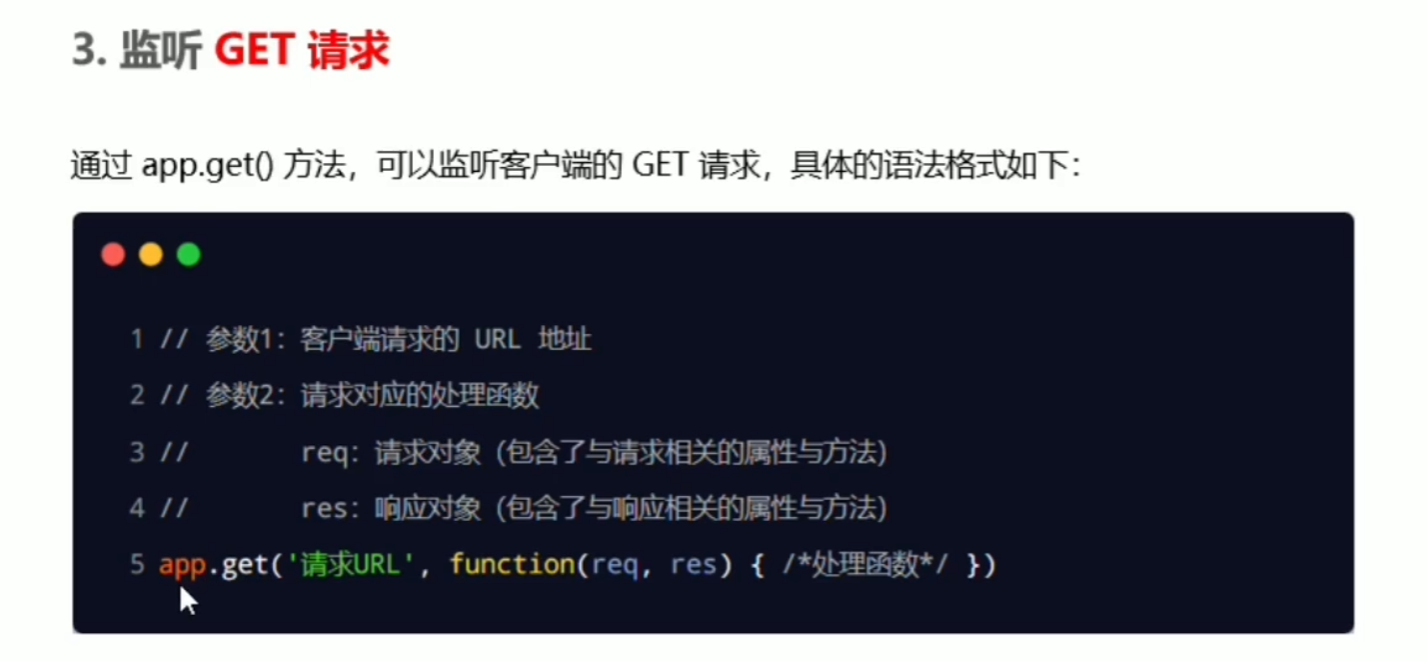 3. 监听 GET 请求
通过 app.get() 方法，可以监听客户端的 GET 请求，具体的语法格式如下：
1 // 参数1：客户端请求的 URL 地址
2 // 参数2：请求对应的处理函数
3 //       req：请求对象（包含了与请求相关的属性与方法）
4 //       res：响应对象（包含了与响应相关的属性与方法）
5 app.get('请求URL', function(req, res) { /*处理函数*/ })